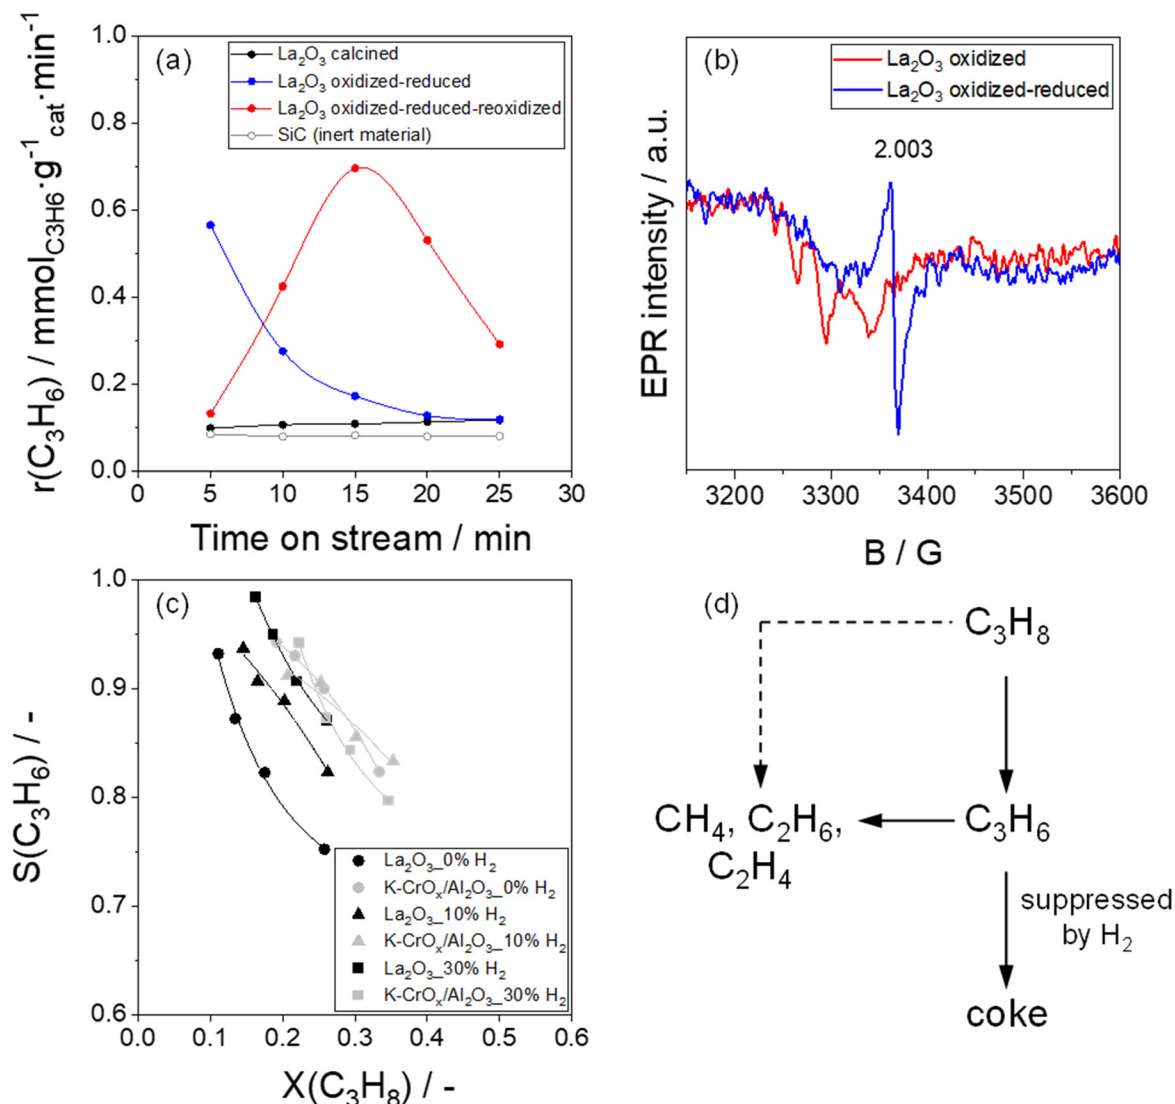 (a)
La₂O₃ calcined
La₂O₃ oxidized-reduced
La₂O₃ oxidized-reduced-reoxidized
SiC (inert material)
r(C₃H₆) / mmol_C3H6·g⁻¹_cat·min⁻¹
1.0
0.8
0.6
0.4
0.2
0.0
0 5 10 15 20 25 30
Time on stream / min
(b)
La₂O₃ oxidized
La₂O₃ oxidized-reduced
2.003
EPR intensity / a.u.
3200 3300 3400 3500 3600
B / G
(c)
S(C₃H₆) / -
1.0
0.9
0.8
0.7
0.6
La₂O₃_0% H₂
K-CrOₓ/Al₂O₃_0% H₂
La₂O₃_10% H₂
K-CrOₓ/Al₂O₃_10% H₂
La₂O₃_30% H₂
K-CrOₓ/Al₂O₃_30% H₂
0.0 0.1 0.2 0.3 0.4 0.5 0.6
X(C₃H₈) / -
(d)
C₃H₈
CH₄, C₂H₆,
C₂H₄
C₃H₆
suppressed
by H₂
coke